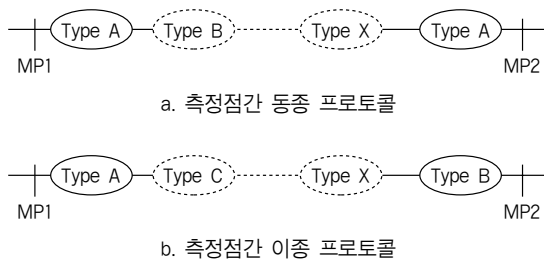 Type A Type B Type X Type A
MP1 MP2
a. 측정점간 동종 프로토콜
Type A Type C Type X Type B
MP1 MP2
b. 측정점간 이종 프로토콜